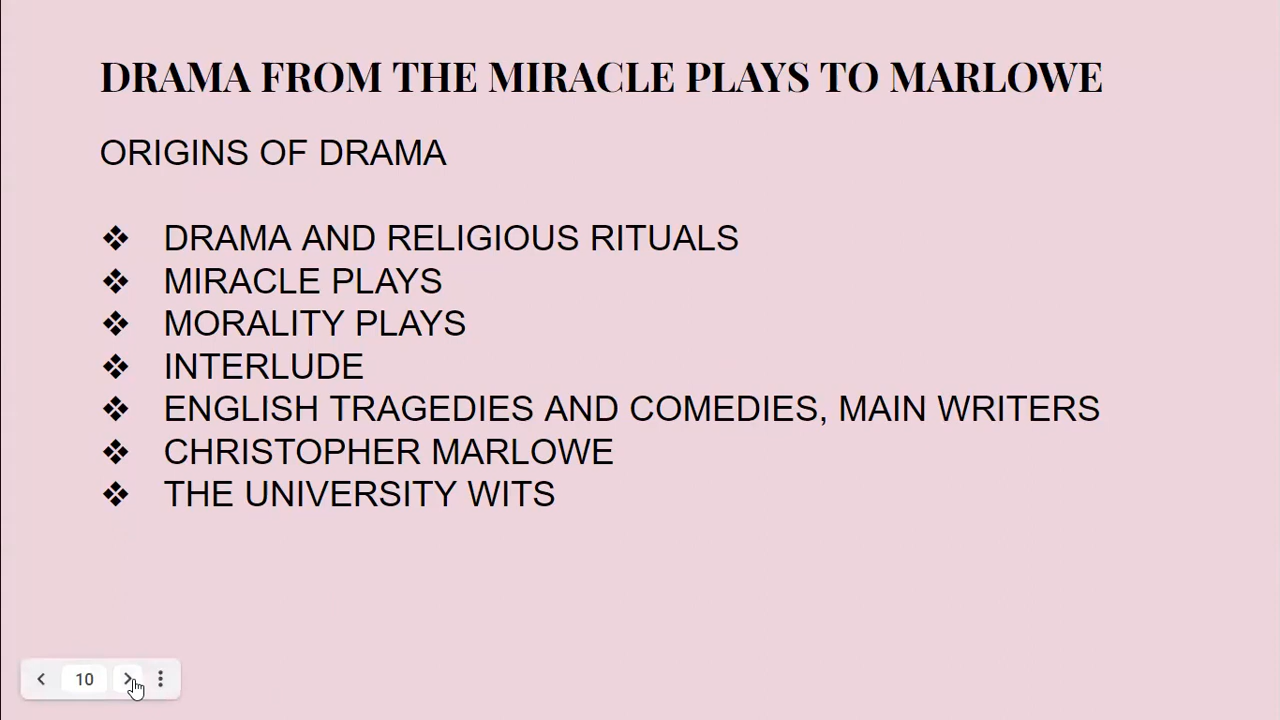 DRAMA FROM THE MIRACLE PLAYS TO MARLOWE
ORIGINS OF DRAMA
❖ DRAMA AND RELIGIOUS RITUALS
❖ MIRACLE PLAYS
❖ MORALITY PLAYS
❖ INTERLUDE
❖ ENGLISH TRAGEDIES AND COMEDIES, MAIN WRITERS
❖ CHRISTOPHER MARLOWE
❖ THE UNIVERSITY WITS
10